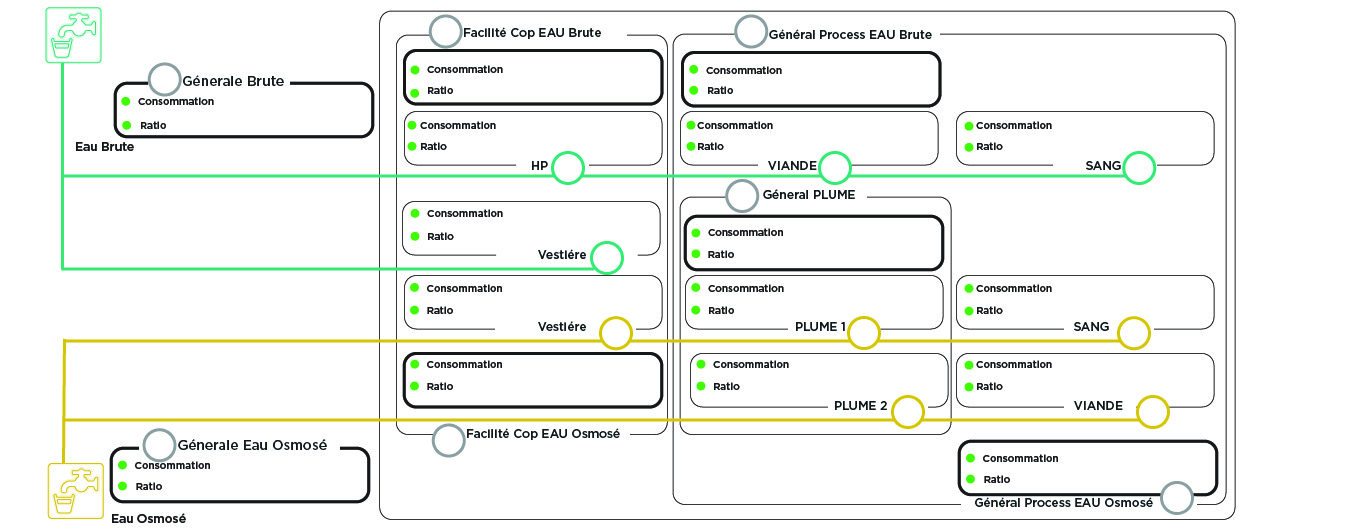 Génerale Brute
Consommation
Ratio
Eau Brute
Facilité Cop EAU Brute
Consommation
Ratio
Consommation
Ratio
HP
Consommation
Ratio
Vestiére
Consommation
Ratio
Vestiére
Consommation
Ratio
Facilité Cop EAU Osmosé
Général Process EAU Brute
Consommation
Ratio
Consommation
Ratio
VIANDE
Consommation
Ratio
SANG
Géneral PLUME
Consommation
Ratio
Consommation
Ratio
PLUME 1
Consommation
Ratio
SANG
Consommation
Ratio
PLUME 2
Consommation
Ratio
VIANDE
Consommation
Ratio
Général Process EAU Osmosé
Génerale Eau Osmosé
Consommation
Ratio
Eau Osmosé